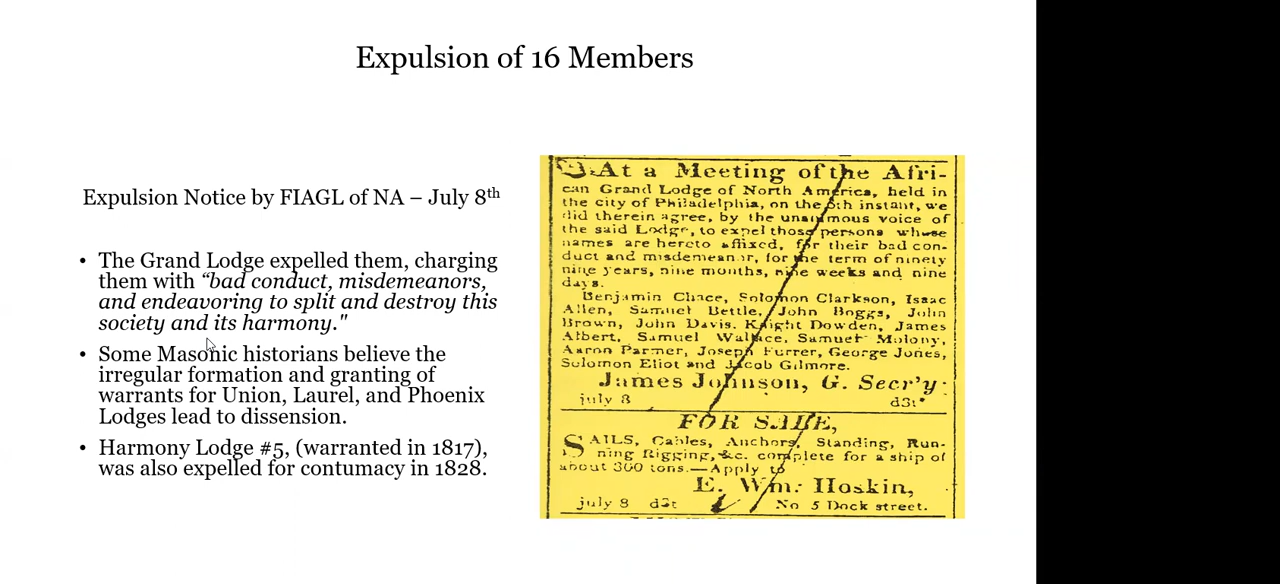 Expulsion of 16 Members
Expulsion Notice by FIAGL of NA – July 8th
• The Grand Lodge expelled them, charging
them with “bad conduct, misdemeanors,
and endeavoring to split and destroy this
society and its harmony."
• Some Masonic historians believe the
irregular formation and granting of
warrants for Union, Laurel, and Phoenix
Lodges lead to dissension.
• Harmony Lodge #5, (warranted in 1817),
was also expelled for contumacy in 1828.
At a Meeting of the Afri-
can Grand Lodge of North America, held in
the city of Philadelphia, on the 5th instant, we
did therein agree, by the unanimous voice of
the said Lodge, to expel those persons whose
names are hereto affixed, for their bad con-
duct and misdemeanor, for the term of ninety
nine years, nine months, nine weeks and nine
days.
Benjamin Chace, Solomon Clarkson, Isaac
Allen, Samuel Bettle, John Boggs, John
Brown, John Davis, Knight Dowden, James
Albert, Samuel Wallace, Samuel Molony,
Aaron Parmer, Joseph Furrer, George Jones,
Solomon Eliot and Jacob Gilmore.
James Johnson, G. Secr'y.
july 8 d3t*
FOR SALE,
SAILS, Cables, Anchors, Standing, Run-
ning Rigging, &c. complete for a ship of
about 300 tons.—Apply to
E. Wm. Hoskin,
july 8 d3t No 5 Dock street.